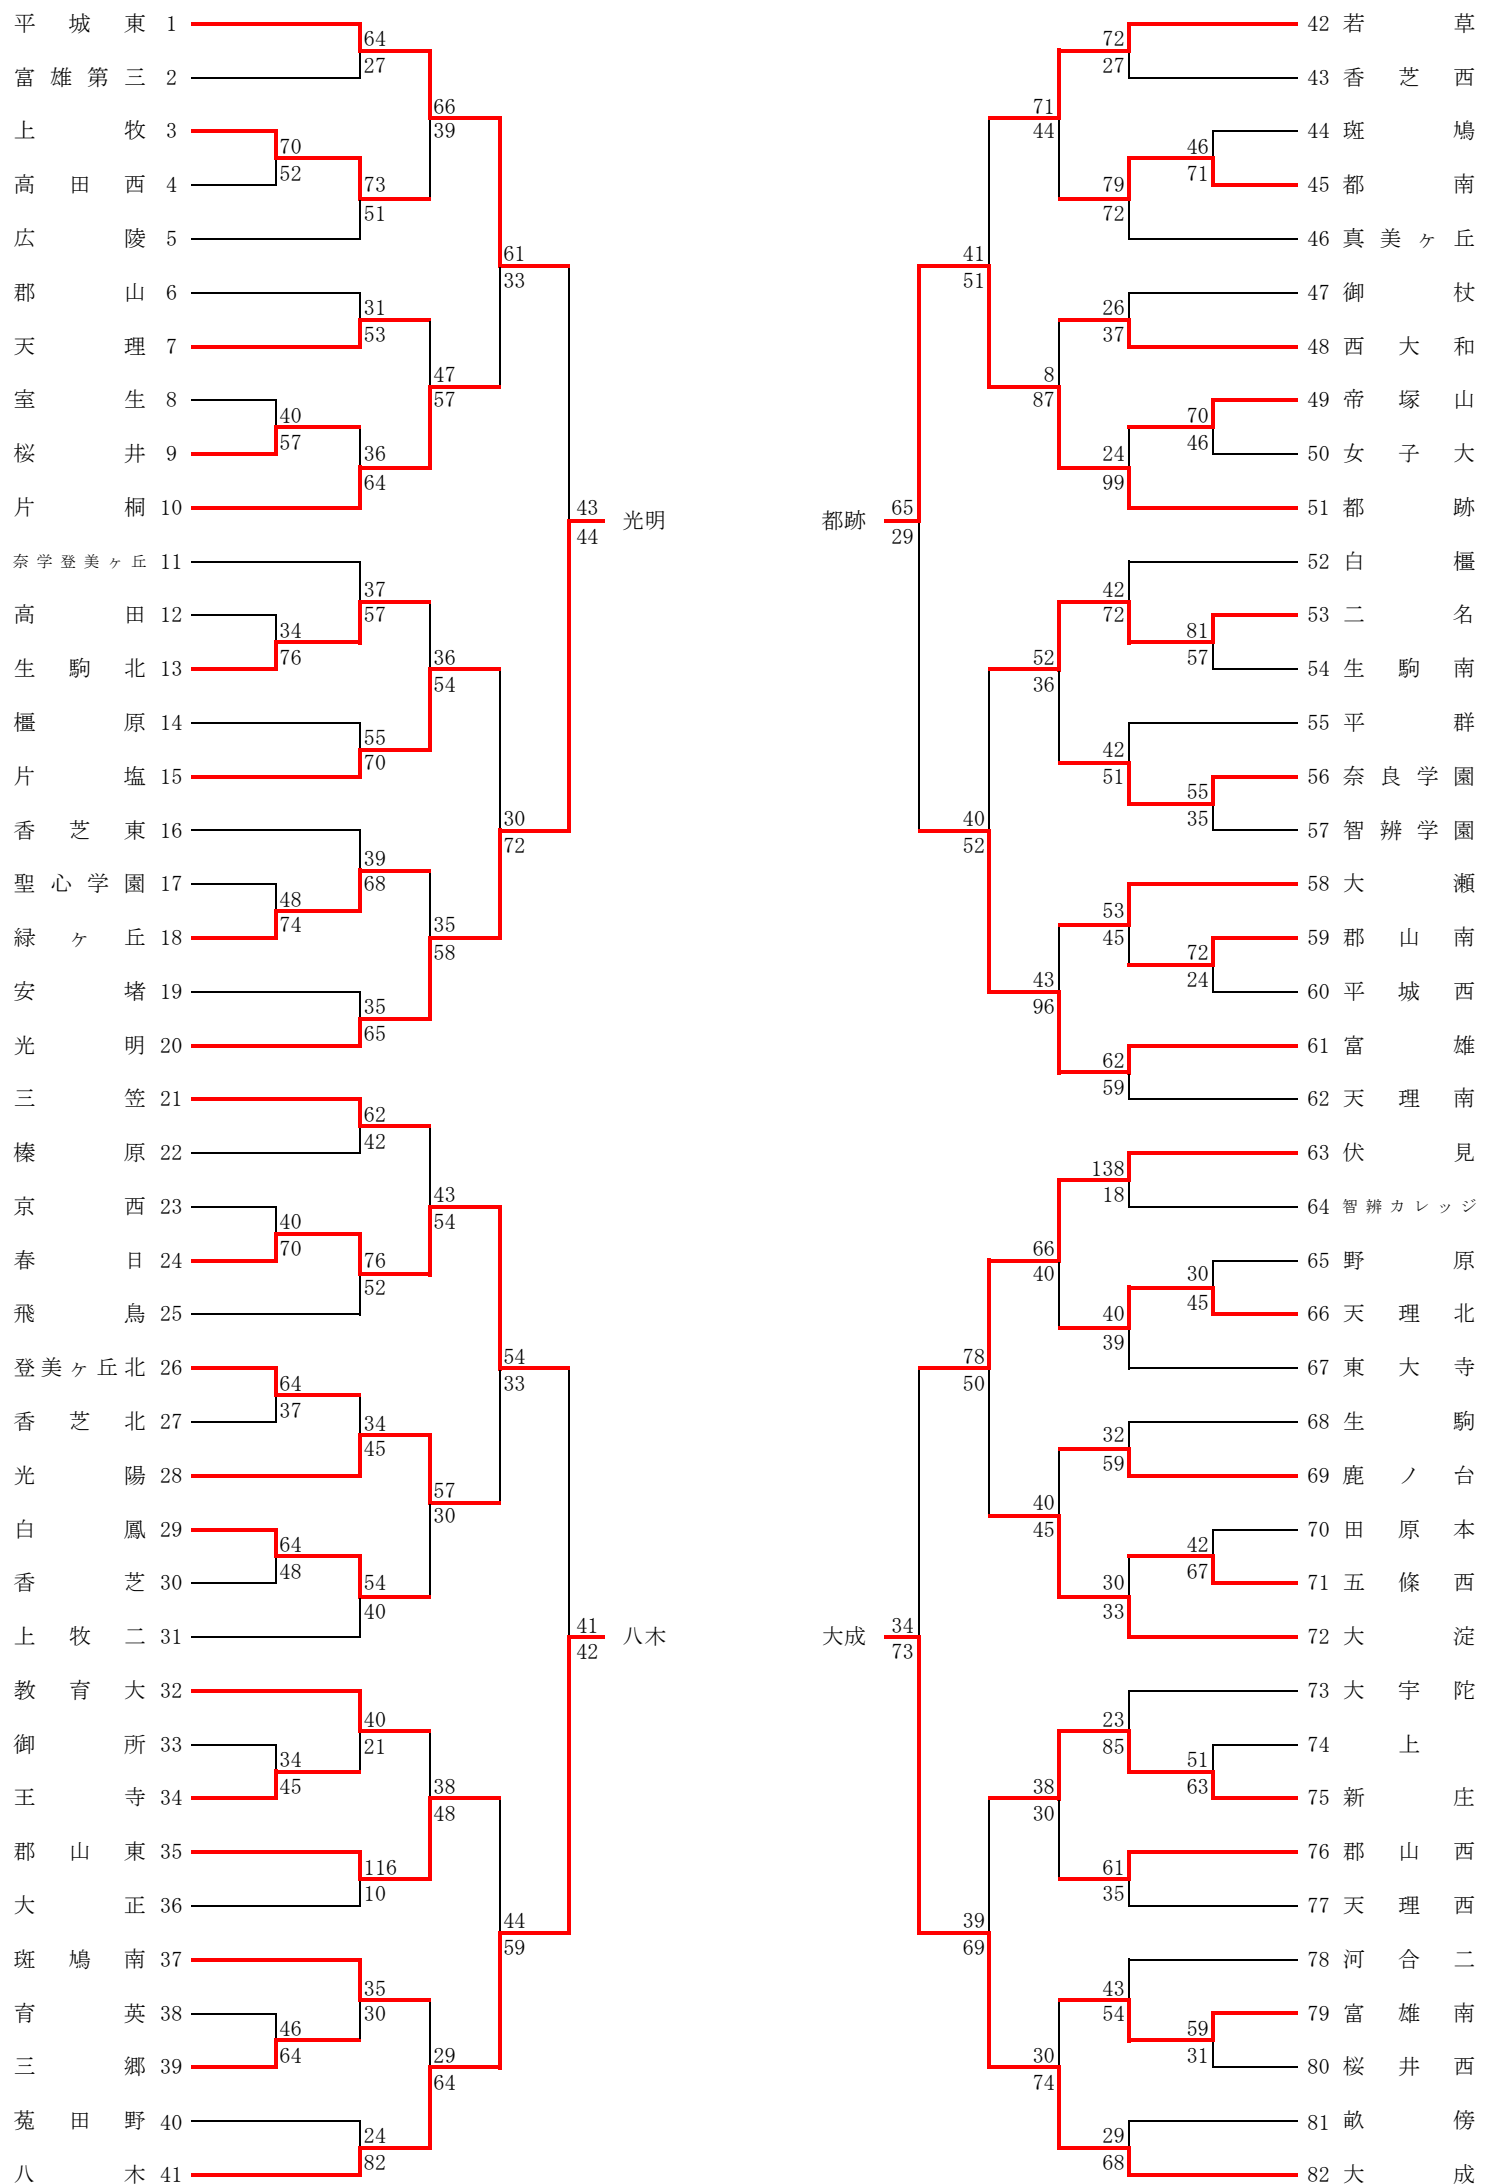 平城東 1
富雄第三 2
上牧 3
高田西 4
広陵 5
郡山 6
天理 7
室生 8
桜井 9
片桐 10
奈学登美ヶ丘 11
高田 12
生駒北 13
橿原 14
片塩 15
香芝東 16
聖心学園 17
緑ヶ丘 18
安堵 19
光明 20
三笠 21
榛原 22
京西 23
春日 24
飛鳥 25
登美ヶ丘北 26
香芝北 27
光陽 28
白鳳 29
香芝 30
上牧二 31
教育大 32
御所 33
王寺 34
郡山東 35
大正 36
斑鳩南 37
育英 38
三郷 39
菟田野 40
八木 41
70
52
40
57
34
76
48
74
40
70
64
37
64
48
34
45
46
64
64
27
73
51
31
53
36
64
37
57
55
70
39
68
35
65
62
42
76
52
34
45
54
40
40
21
116
10
35
30
24
82
66
39
47
57
36
54
35
58
43
54
57
30
38
48
29
64
61
33
30
72
54
33
44
59
43
44
光明
41
42
八木
都跡
65
29
大成
34
73
41
51
40
52
78
50
39
69
71
44
8
87
52
36
43
96
66
40
40
45
38
30
30
74
72
27
79
72
26
37
24
99
42
72
42
51
53
45
62
59
138
18
40
39
32
59
30
33
23
85
61
35
43
54
29
68
46
71
70
46
81
57
55
35
72
24
30
45
42
67
51
63
59
31
42 若草
43 香芝西
44 斑鳩
45 都南
46 真美ヶ丘
47 御杖
48 西大和
49 帝塚山
50 女子大
51 都跡
52 白橿
53 二名
54 生駒南
55 平群
56 奈良学園
57 智辨学園
58 大瀬
59 郡山南
60 平城西
61 富雄
62 天理南
63 伏見
64 智辨カレッジ
65 野原
66 天理北
67 東大寺
68 生駒
69 鹿ノ台
70 田原本
71 五條西
72 大淀
73 大宇陀
74 上
75 新庄
76 郡山西
77 天理西
78 河合二
79 富雄南
80 桜井西
81 畝傍
82 大成